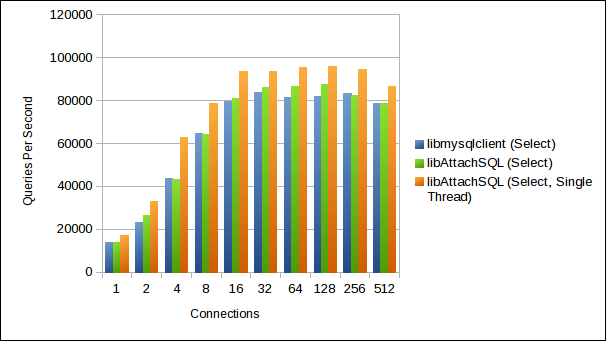 120000
100000
80000
60000
40000
20000
0
Queries Per Second
1 2 4 8 16 32 64 128 256 512
Connections
libmysqlclient (Select)
libAttachSQL (Select)
libAttachSQL (Select, Single
Thread)